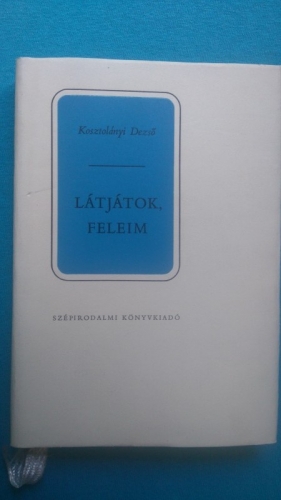 Kosztolányi Dezső
LÁTJÁTOK,
FELEIM
SZÉPIRODALMI KÖNYVKIADÓ